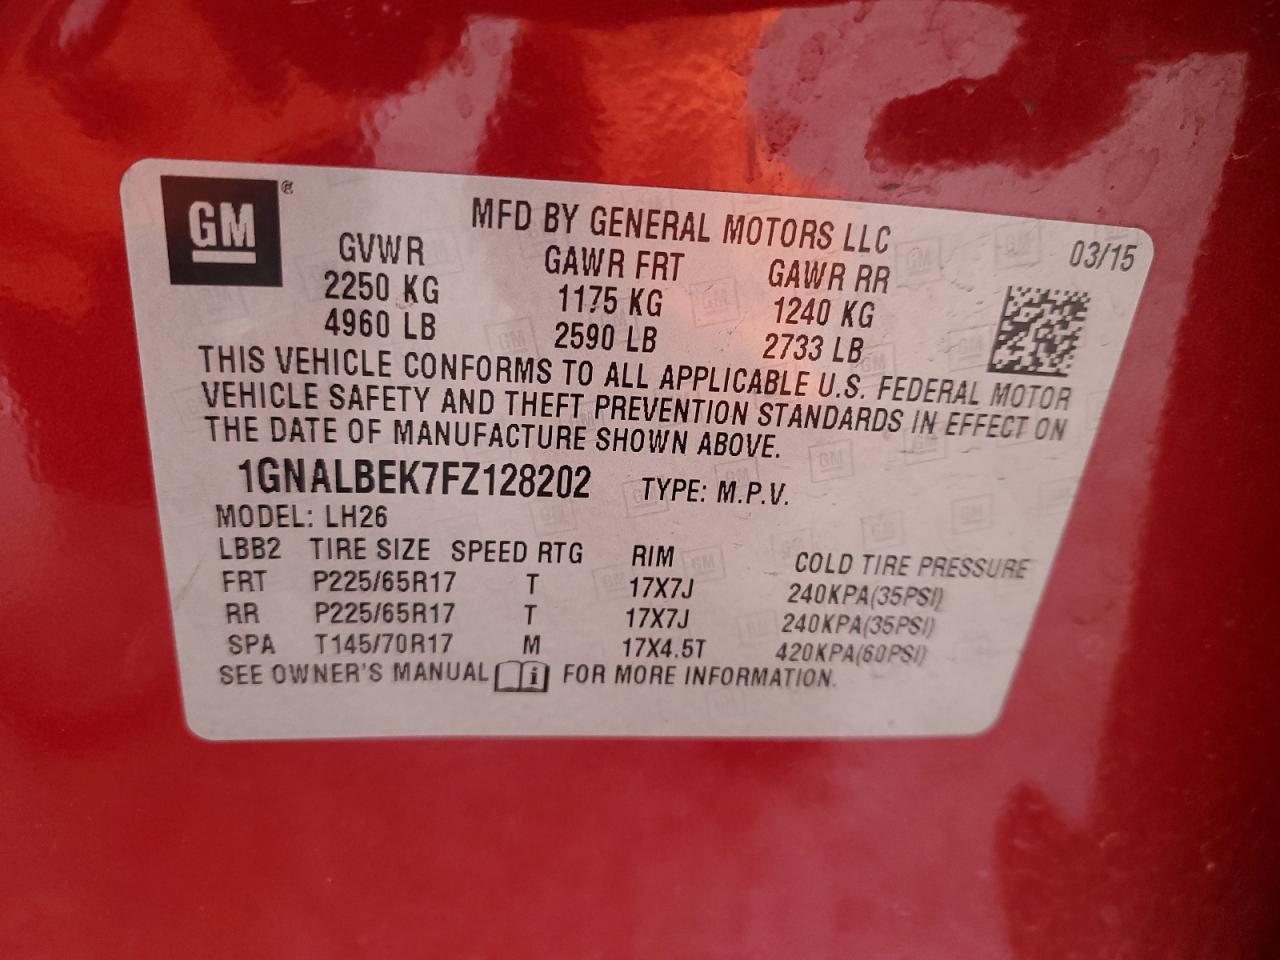 GM®
MFD BY GENERAL MOTORS LLC
03/15
GVWR GAWR FRT GAWR RR
2250 KG 1175 KG 1240 KG
4960 LB 2590 LB 2733 LB
THIS VEHICLE CONFORMS TO ALL APPLICABLE U.S. FEDERAL MOTOR
VEHICLE SAFETY AND THEFT PREVENTION STANDARDS IN EFFECT ON
THE DATE OF MANUFACTURE SHOWN ABOVE.
1GNALBEK7FZ128202 TYPE: M.P.V.
MODEL: LH26
LBB2 TIRE SIZE SPEED RTG RIM COLD TIRE PRESSURE
FRT P225/65R17 T 17X7J 240KPA(35PSI)
RR P225/65R17 T 17X7J 240KPA(35PSI)
SPA T145/70R17 M 17X4.5T 420KPA(60PSI)
SEE OWNER'S MANUAL i FOR MORE INFORMATION.